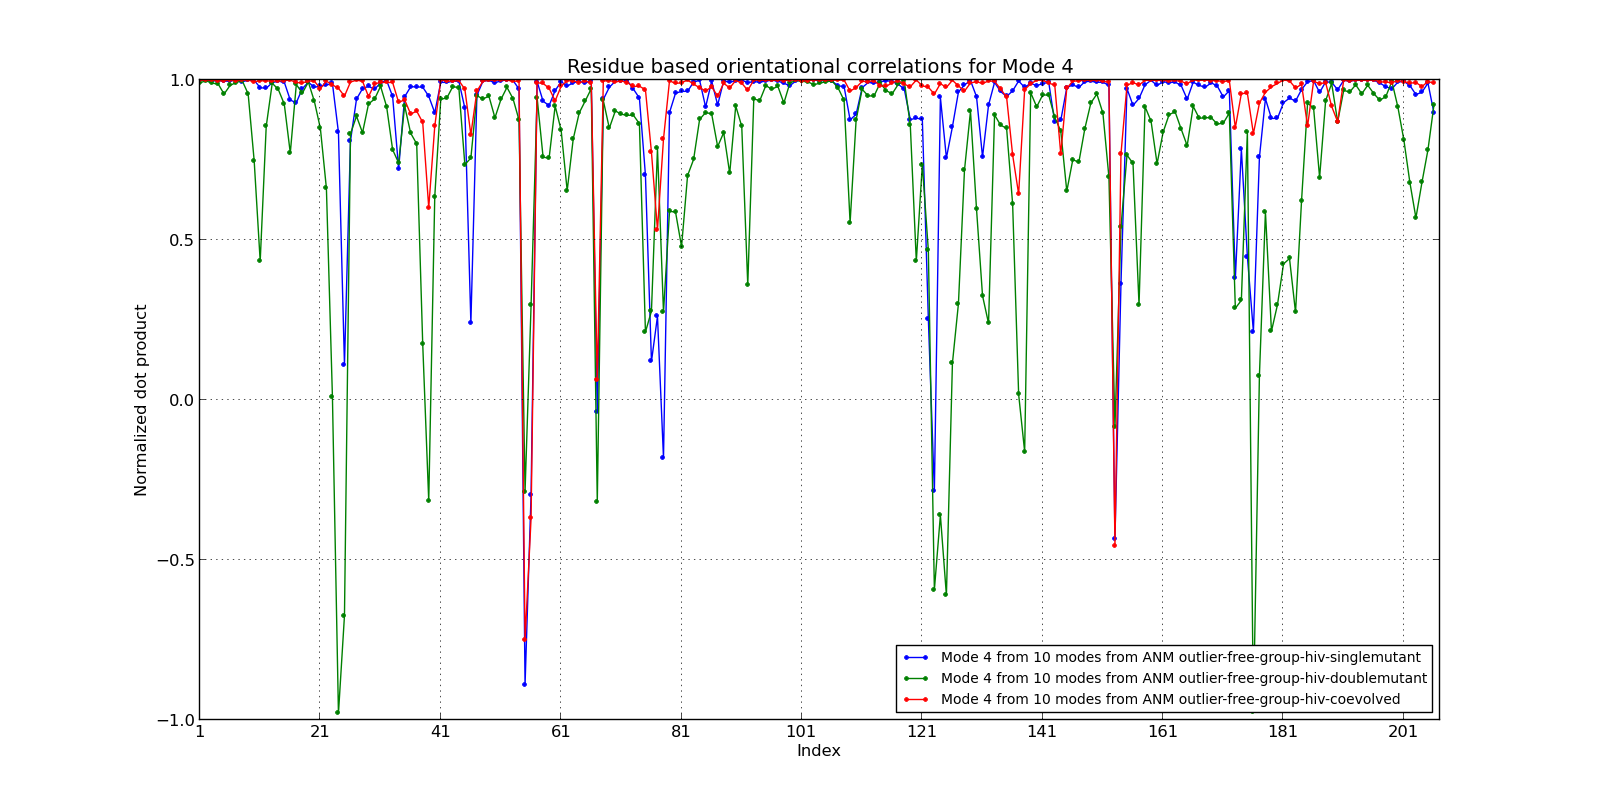 Residue based orientational correlations for Mode 4
1.0
0.5
0.0
−0.5
−1.0
Normalized dot product
Mode 4 from 10 modes from ANM outlier-free-group-hiv-singlemutant
Mode 4 from 10 modes from ANM outlier-free-group-hiv-doublemutant
Mode 4 from 10 modes from ANM outlier-free-group-hiv-coevolved
1 21 41 61 81 101 121 141 161 181 201
Index